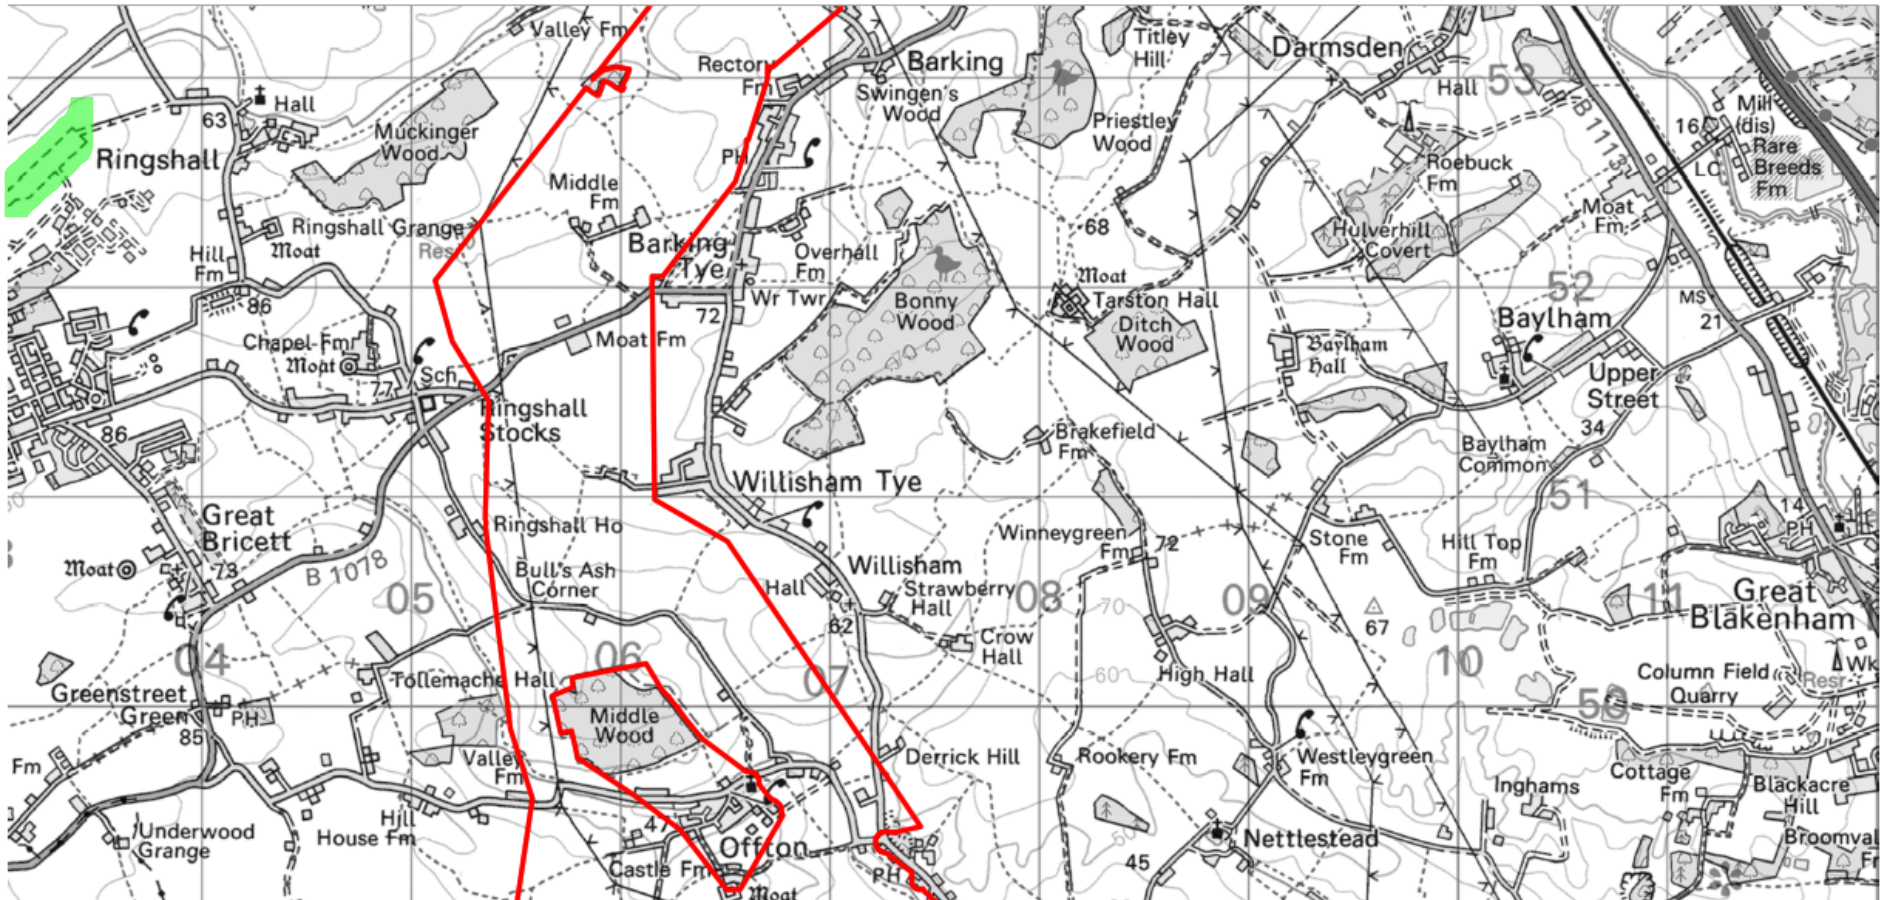 Valley Fm
Rectory
Fm
Barking
Swingen's
Wood
Titley
Hill
Darmsden
Hall
53
B 1113
16
Mill
(dis)
Rare
Breeds
Fm
LC
63
Hall
Ringshall
Muckinger
Wood
Middle
Fm
PH
Priestley
Wood
Roebuck
Fm
Moat
Fm
Hulverhill
Covert
Ringshall Grange
Moat
Hill
Fm
86
Barking
Tye
Overhall
Fm
Wr Twr
72
Bonny
Wood
68
Moat
Tarston Hall
Ditch
Wood
52
Baylham
MS
21
Baylham
Hall
Upper
Street
34
Chapel Fm
Moat
77
Sch
Moat Fm
Ringshall
Stocks
86
Willisham Tye
Brakefield
Fm
Baylham
Common
51
14
PH
Great
Bricett
Moat
73
B 1078
Ringshall Ho
Bull's Ash
Corner
05
Hall
Willisham
Strawberry
Hall
62
Crow
Hall
Winneygreen
Fm
72
08
70
09
Stone
Fm
Hill Top
Fm
67
11
Great
Blakenham
04
06
07
60
High Hall
10
Column Field
Quarry
Resr
Wks
Greenstreet
Green
PH
85
Tollemache Hall
Middle
Wood
50
Fm
Valley
Fm
Derrick Hill
Rookery Fm
Westleygreen
Fm
Inghams
Cottage
Fm
Blackacre
Hill
Underwood
Grange
Hill
House Fm
47
Offton
Castle Fm
Moat
PH
50
45
Nettlestead